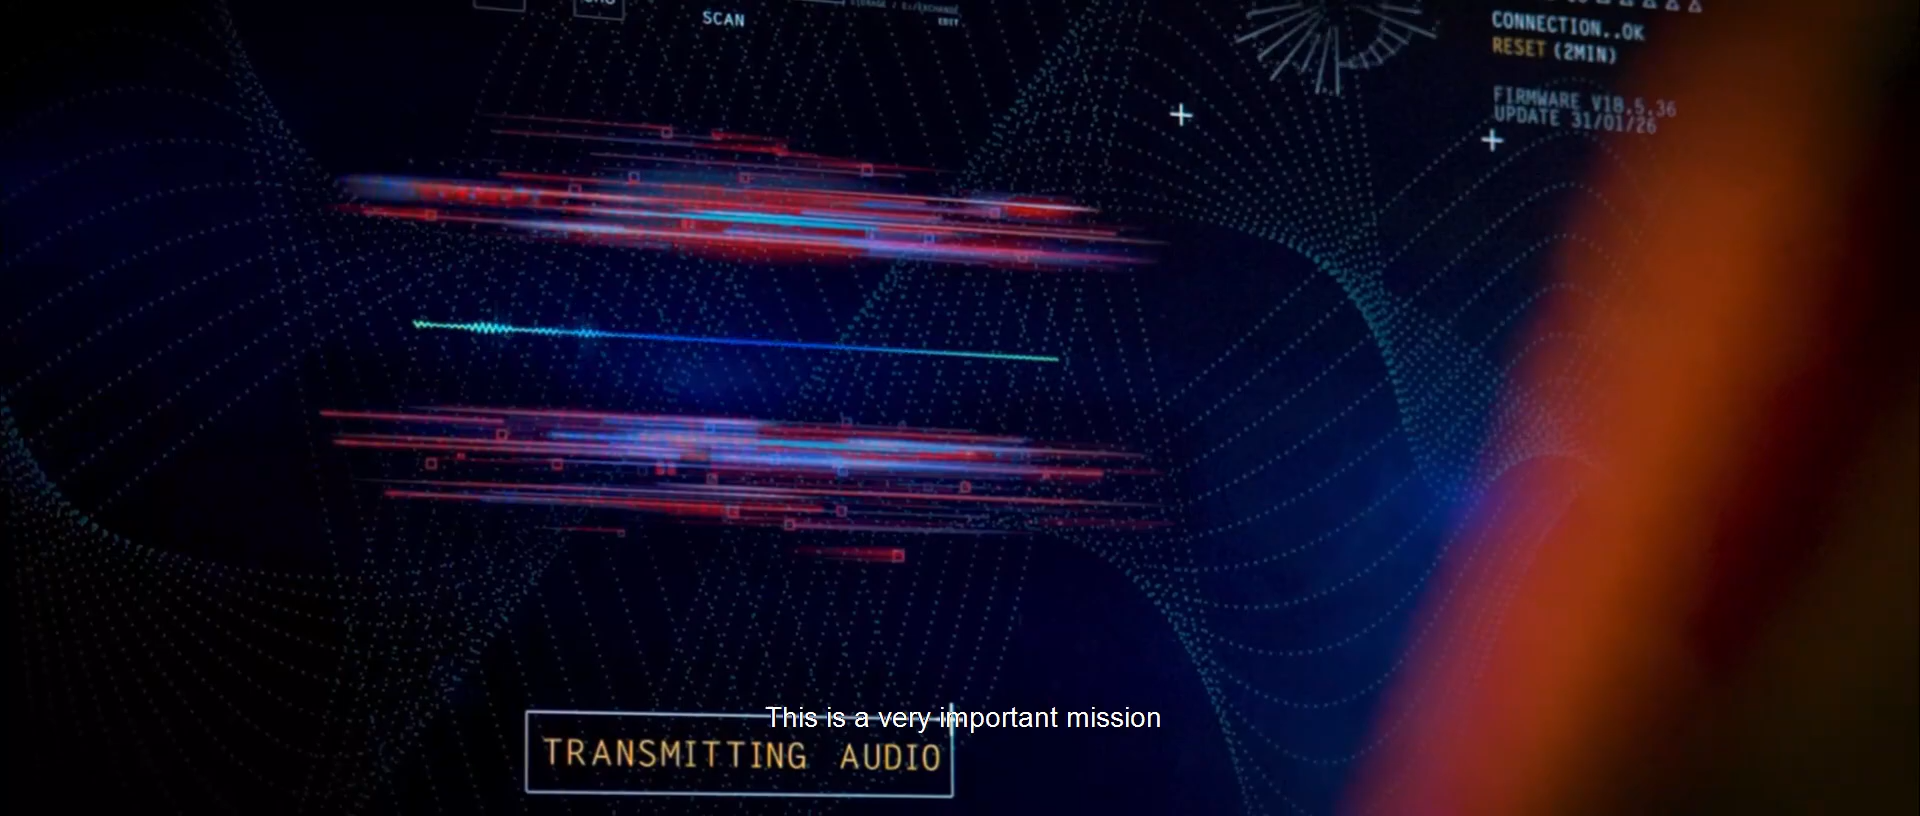 SCAN
EDIT
CONNECTION..OK
RESET (2MIN)
FIRMWARE V18.5.36
UPDATE 31/01/26
This is a very important mission
TRANSMITTING AUDIO